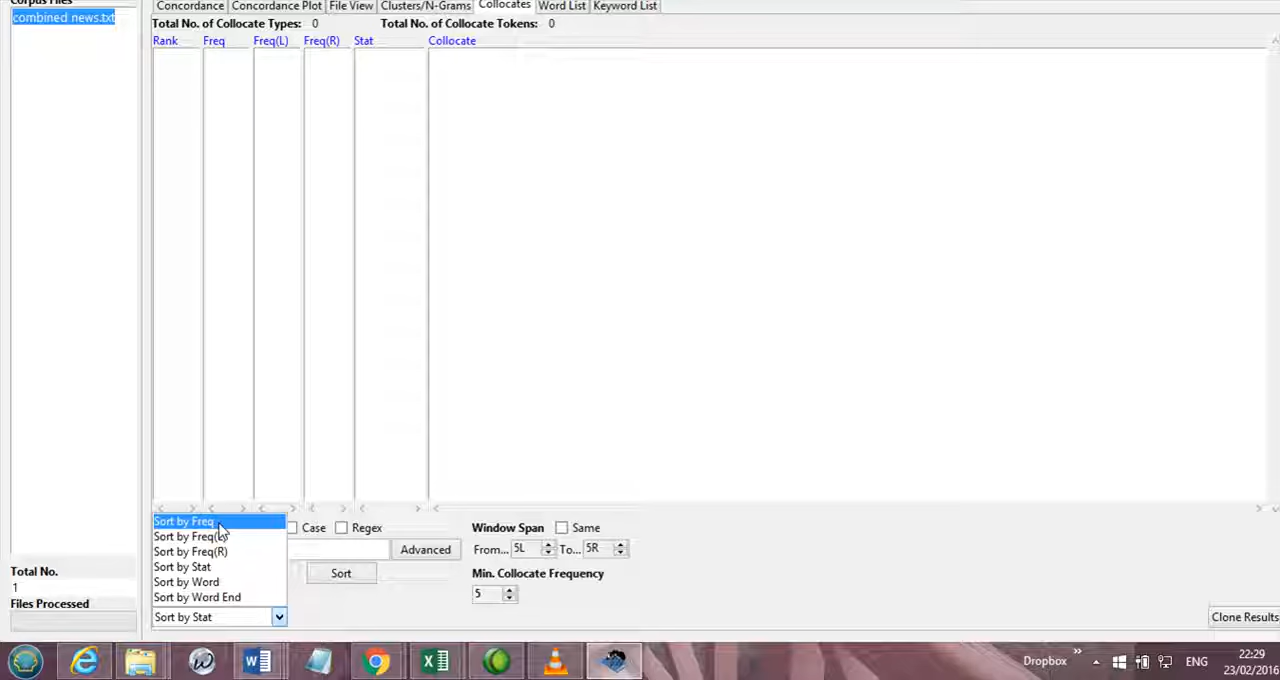 Corpus Files
combined news.txt
Concordance Concordance Plot File View Clusters/N-Grams Collocates Word List Keyword List
Total No. of Collocate Types: 0 Total No. of Collocate Tokens: 0
Rank Freq Freq(L) Freq(R) Stat Collocate
Sort by Freq
Sort by Freq(L)
Sort by Freq(R)
Sort by Stat
Sort by Word
Sort by Word End
Sort by Stat
Case Regex
Advanced
Sort
Window Span Same
From... 5L To... 5R
Min. Collocate Frequency
5
Total No.
1
Files Processed
Clone Results
Dropbox ENG 22:29
23/02/2016